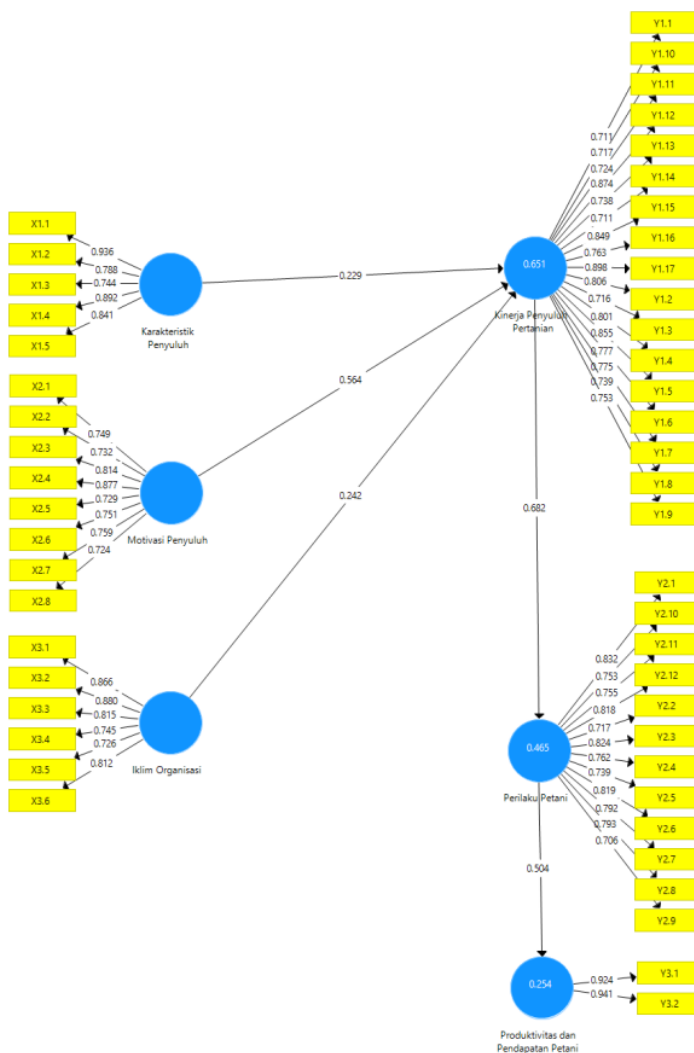 X1.1
X1.2
X1.3
X1.4
X1.5
0.936
0.788
0.744
0.892
0.841
Karakteristik
Penyuluh
0.229
X2.1
X2.2
X2.3
X2.4
X2.5
X2.6
X2.7
X2.8
0.749
0.732
0.814
0.877
0.729
0.751
0.759
0.724
Motivasi Penyuluh
0.564
X3.1
X3.2
X3.3
X3.4
X3.5
X3.6
0.866
0.880
0.815
0.745
0.726
0.812
Iklim Organisasi
0.242
0.651
Kinerja Penyuluh
Pertanian
0.711
0.717
0.724
0.874
0.738
0.711
0.849
0.763
0.898
0.806
0.716
0.801
0.855
0.777
0.775
0.739
0.753
Y1.1
Y1.10
Y1.11
Y1.12
Y1.13
Y1.14
Y1.15
Y1.16
Y1.17
Y1.2
Y1.3
Y1.4
Y1.5
Y1.6
Y1.7
Y1.8
Y1.9
0.682
0.465
Perilaku Petani
0.832
0.753
0.755
0.818
0.717
0.824
0.762
0.739
0.819
0.792
0.793
0.706
Y2.1
Y2.10
Y2.11
Y2.12
Y2.2
Y2.3
Y2.4
Y2.5
Y2.6
Y2.7
Y2.8
Y2.9
0.504
0.254
Produktivitas dan
Pendapatan Petani
0.924
0.941
Y3.1
Y3.2